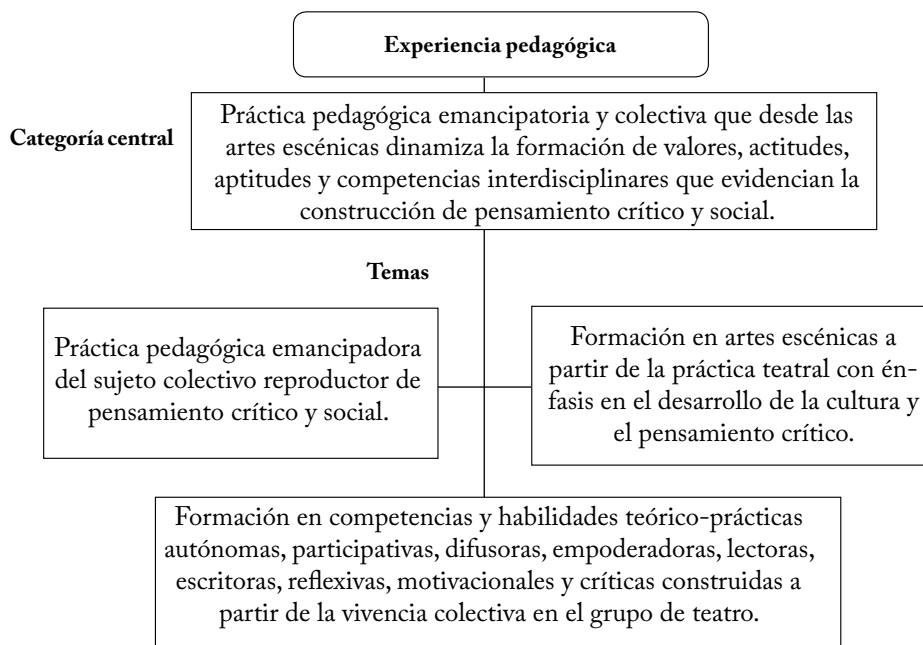 Experiencia pedagógica
Categoría central
Práctica pedagógica emancipatoria y colectiva que desde las
artes escénicas dinamiza la formación de valores, actitudes,
aptitudes y competencias interdisciplinares que evidencian la
construcción de pensamiento crítico y social.
Temas
Práctica pedagógica emancipadora
del sujeto colectivo reproductor de
pensamiento crítico y social.
Formación en artes escénicas a
partir de la práctica teatral con én-
fasis en el desarrollo de la cultura y
el pensamiento crítico.
Formación en competencias y habilidades teórico-prácticas
autónomas, participativas, difusoras, empoderadoras, lectoras,
escritoras, reflexivas, motivacionales y críticas construidas a
partir de la vivencia colectiva en el grupo de teatro.